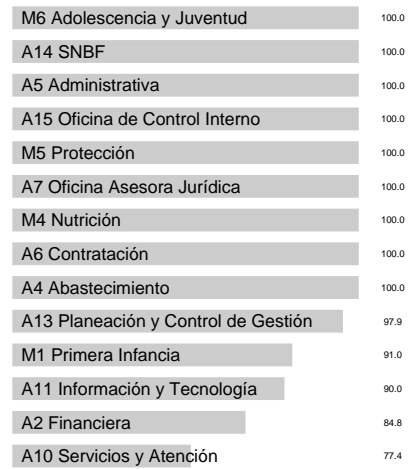 M6 Adolescencia y Juventud 100.0
A14 SNBF 100.0
A5 Administrativa 100.0
A15 Oficina de Control Interno 100.0
M5 Protección 100.0
A7 Oficina Asesora Jurídica 100.0
M4 Nutrición 100.0
A6 Contratación 100.0
A4 Abastecimiento 100.0
A13 Planeación y Control de Gestión 97.9
M1 Primera Infancia 91.0
A11 Información y Tecnología 90.0
A2 Financiera 84.8
A10 Servicios y Atención 77.4